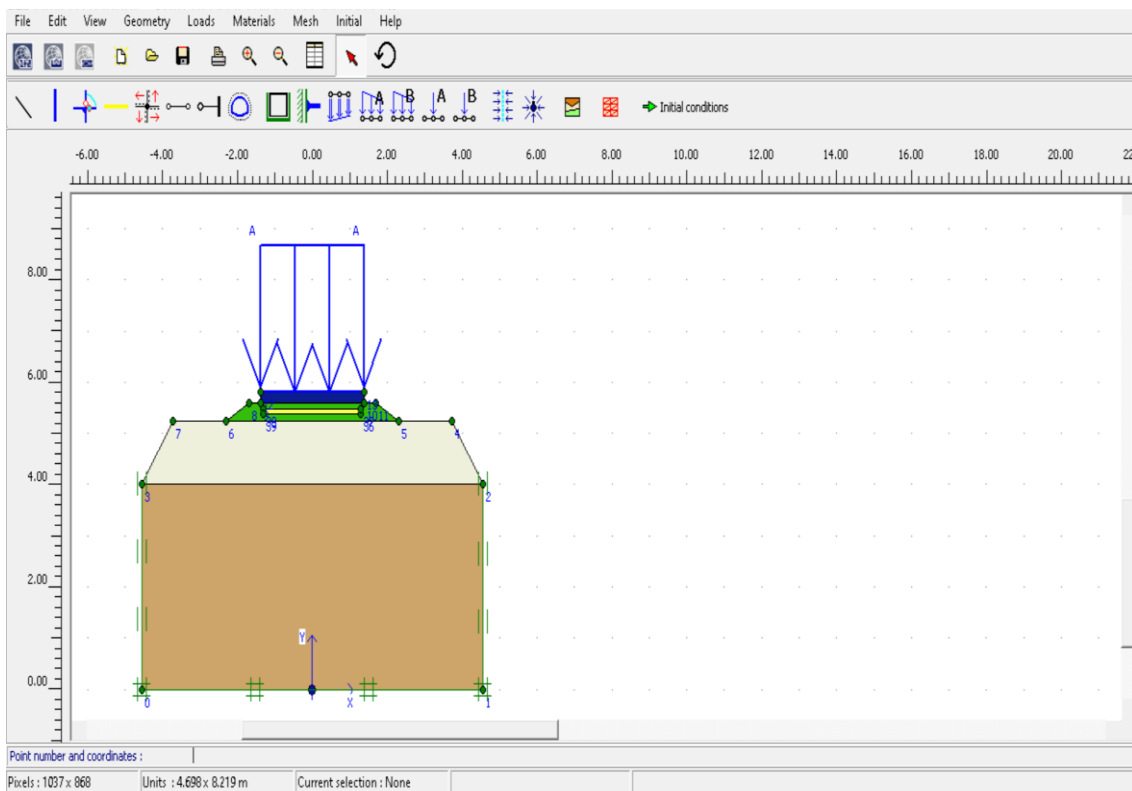 File Edit View Geometry Loads Materials Mesh Initial Help
A B A B Initial conditions
-6.00 -4.00 -2.00 0.00 2.00 4.00 6.00 8.00 10.00 12.00 14.00 16.00 18.00 20.00
A A
8.00
6.00
8 11
7 6 5 4
4.00
3 2
2.00
Y
0.00
0 X 1
Point number and coordinates :
Pixels : 1037 x 868 Units : 4.698 x 8.219 m Current selection : None